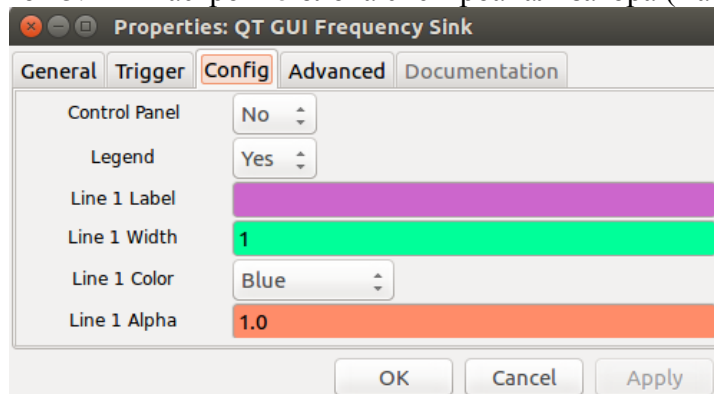 Properties: QT GUI Frequency Sink
General Trigger Config Advanced Documentation
Control Panel No
Legend Yes
Line 1 Label
Line 1 Width 1
Line 1 Color Blue
Line 1 Alpha 1.0
OK Cancel Apply